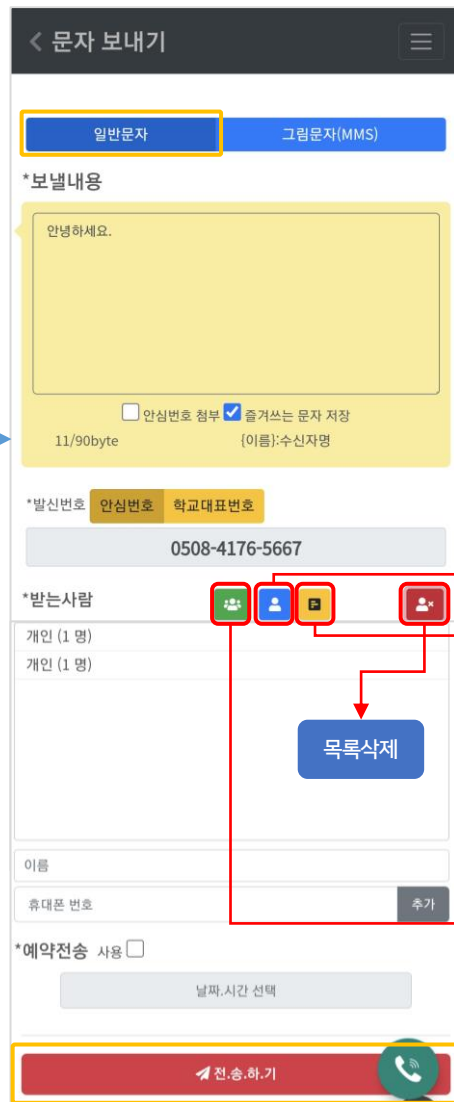 < 문자 보내기
일반문자 그림문자(MMS)
*보낼내용
안녕하세요.
안심번호 첨부 즐겨쓰는 문자 저장
11/90byte {이름}:수신자명
*발신번호 안심번호 학교대표번호
0508-4176-5667
*받는사람
개인 (1 명)
개인 (1 명)
목록삭제
이름
휴대폰 번호 추가
*예약전송 사용
날짜.시간 선택
전.송.하.기